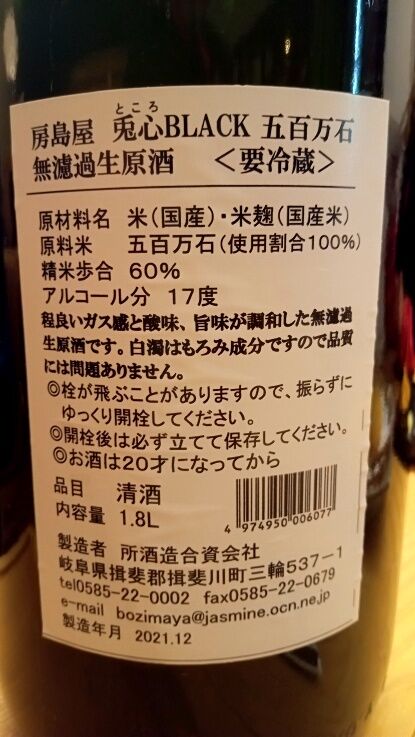 ところ
房島屋 兎心BLACK 五百万石
無濾過生原酒 <要冷蔵>
原材料名 米(国産)・米麹(国産米)
原料米 五百万石(使用割合100%)
精米歩合 60%
アルコール分 17度
程良いガス感と酸味、旨味が調和した無濾過
生原酒です。白濁はもろみ成分ですので品質
には問題ありません。
◎栓が飛ぶことがありますので、振らずに
ゆっくり開栓してください。
◎開栓後は必ず立てて保存してください。
◎お酒は20才になってから
品目 清酒
内容量 1.8L
4 974950 006077
製造者 所酒造合資会社
岐阜県揖斐郡揖斐川町三輪537-1
tel0585-22-0002 fax0585-22-0679
e-mail bozimaya@jasmine.ocn.ne.jp
製造年月 2021.12